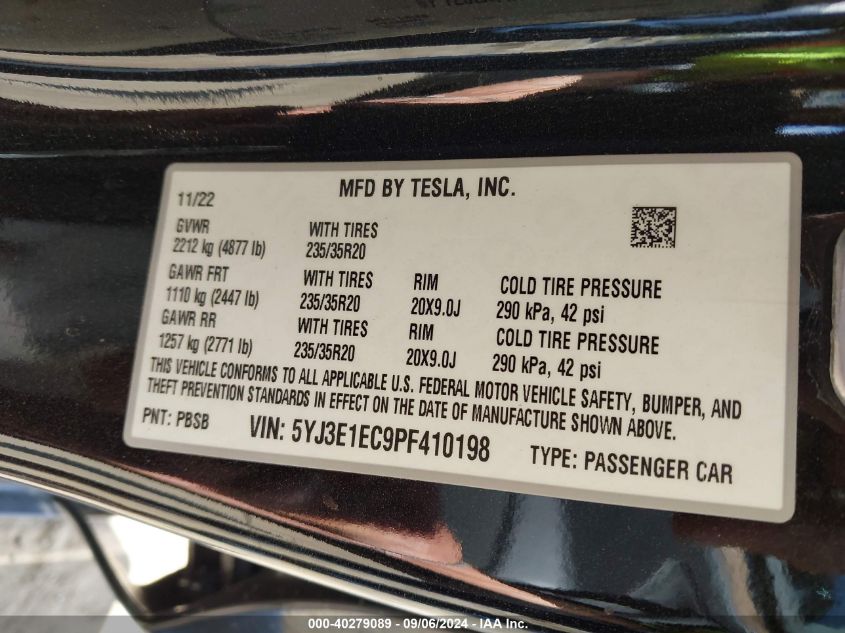 MFD BY TESLA, INC.
11/22
GVWR
2212 kg (4877 lb)
WITH TIRES
235/35R20
GAWR FRT
1110 kg (2447 lb)
WITH TIRES
235/35R20
RIM
20X9.0J
COLD TIRE PRESSURE
290 kPa, 42 psi
GAWR RR
1257 kg (2771 lb)
WITH TIRES
235/35R20
RIM
20X9.0J
COLD TIRE PRESSURE
290 kPa, 42 psi
THIS VEHICLE CONFORMS TO ALL APPLICABLE U.S. FEDERAL MOTOR VEHICLE SAFETY, BUMPER, AND
THEFT PREVENTION STANDARDS IN EFFECT ON THE DATE OF MANUFACTURE SHOWN ABOVE.
PNT: PBSB
VIN: 5YJ3E1EC9PF410198
TYPE: PASSENGER CAR
000-40279089 - 09/06/2024 - IAA Inc.